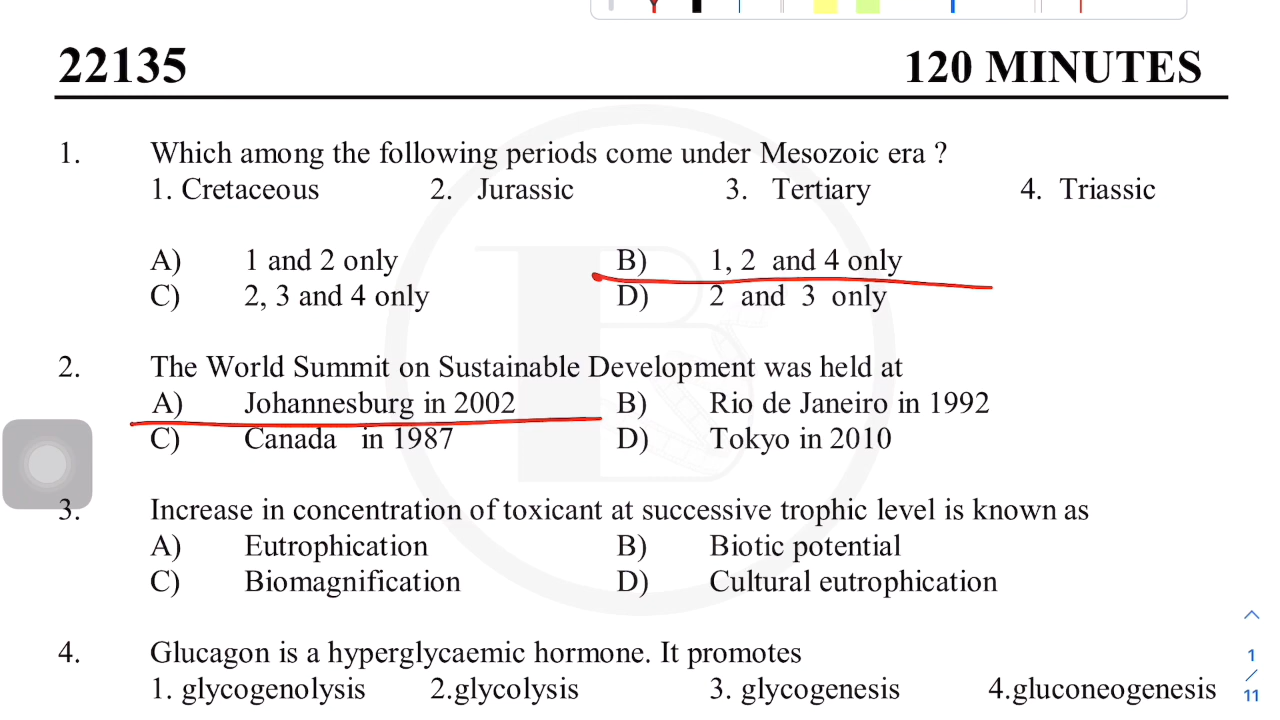 22135 120 MINUTES
1. Which among the following periods come under Mesozoic era ?
1. Cretaceous 2. Jurassic 3. Tertiary 4. Triassic
A) 1 and 2 only B) 1, 2 and 4 only
C) 2, 3 and 4 only D) 2 and 3 only
2. The World Summit on Sustainable Development was held at
A) Johannesburg in 2002 B) Rio de Janeiro in 1992
C) Canada in 1987 D) Tokyo in 2010
3. Increase in concentration of toxicant at successive trophic level is known as
A) Eutrophication B) Biotic potential
C) Biomagnification D) Cultural eutrophication
4. Glucagon is a hyperglycaemic hormone. It promotes
1. glycogenolysis 2.glycolysis 3. glycogenesis 4.gluconeogenesis
1
/
11